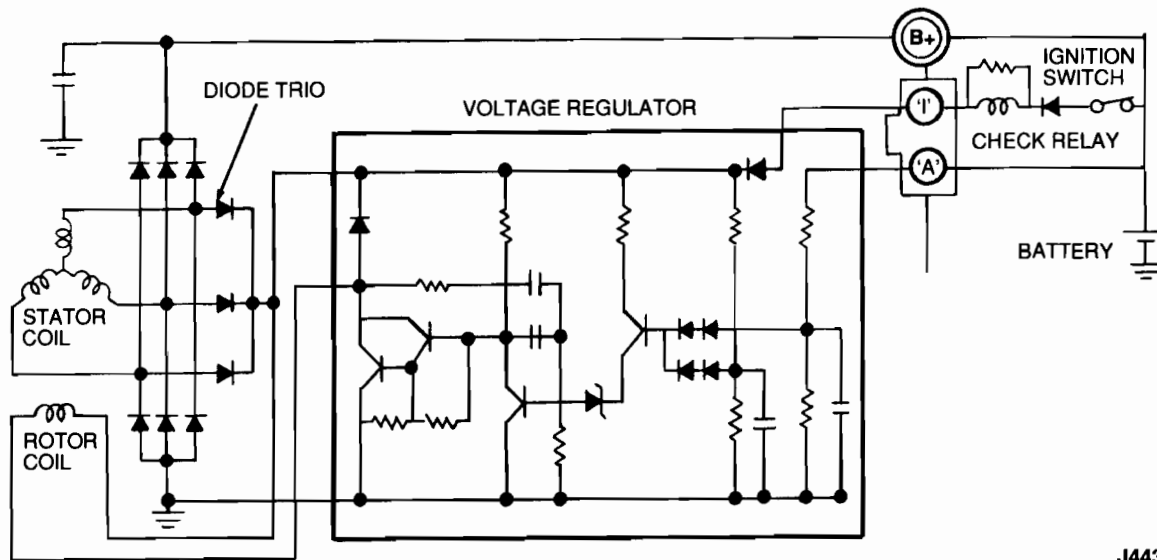 B+
IGNITION
SWITCH
DIODE TRIO
VOLTAGE REGULATOR
'I'
CHECK RELAY
'A'
BATTERY
STATOR
COIL
ROTOR
COIL